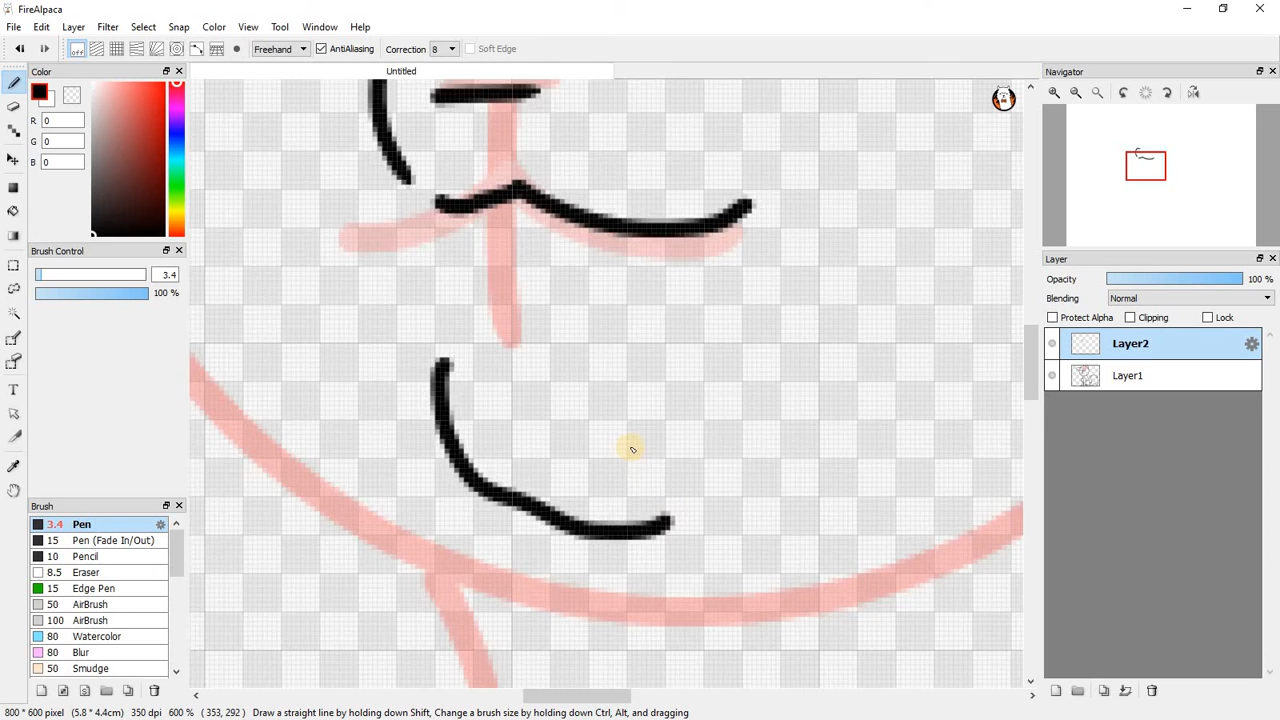 FireAlpaca
File Edit Layer Filter Select Snap Color View Tool Window Help
off Freehand AntiAliasing Correction 8 Soft Edge
Color
R 0
G 0
B 0
Brush Control
3.4
100 %
Brush
3.4 Pen
15 Pen (Fade In/Out)
10 Pencil
8.5 Eraser
15 Edge Pen
50 AirBrush
100 AirBrush
80 Watercolor
80 Blur
50 Smudge
Untitled
Navigator
Layer
Opacity 100 %
Blending Normal
Protect Alpha Clipping Lock
Layer2
Layer1
800 * 600 pixel (5.8 * 4.4cm) 350 dpi 600 % ( 353, 292 ) Draw a straight line by holding down Shift, Change a brush size by holding down Ctrl, Alt, and dragging